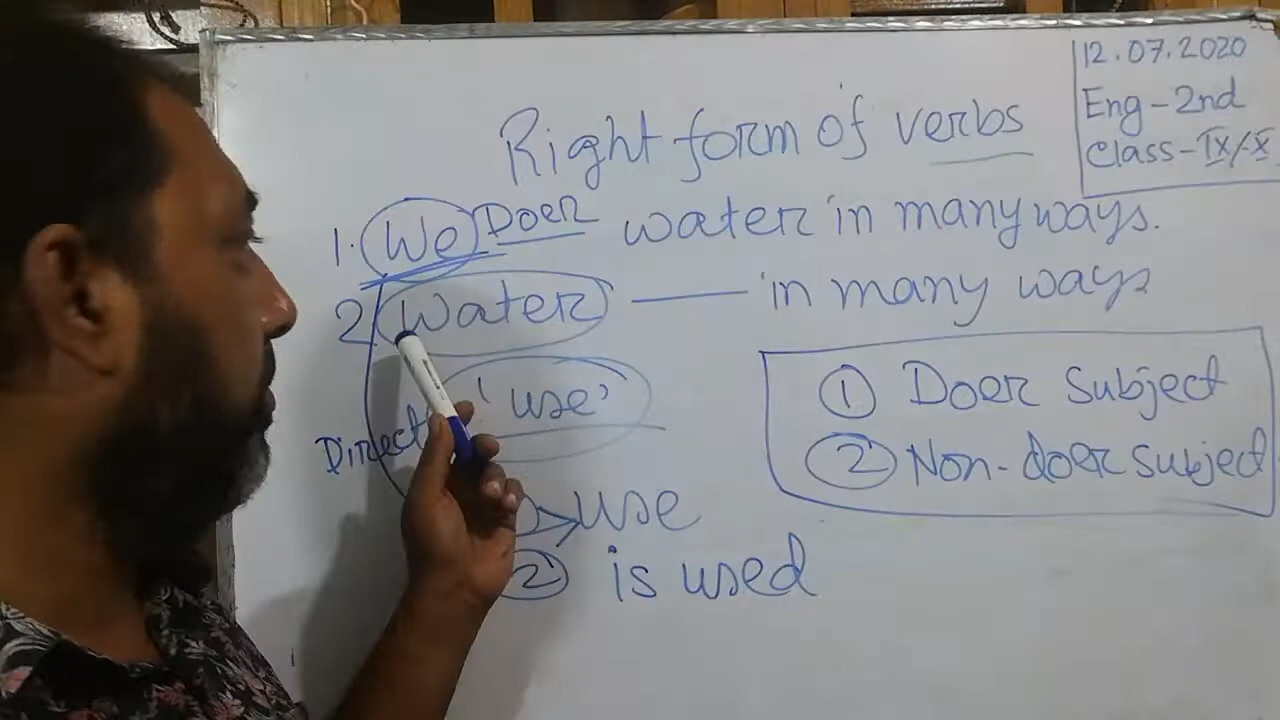 12.07.2020
Eng-2nd
Class-IX/X
Right form of verbs
1. We Doer water in many ways.
2 Water —— in many ways
'use'
Direct
use
2 is used
1 Doer Subject
2 Non-doer subject